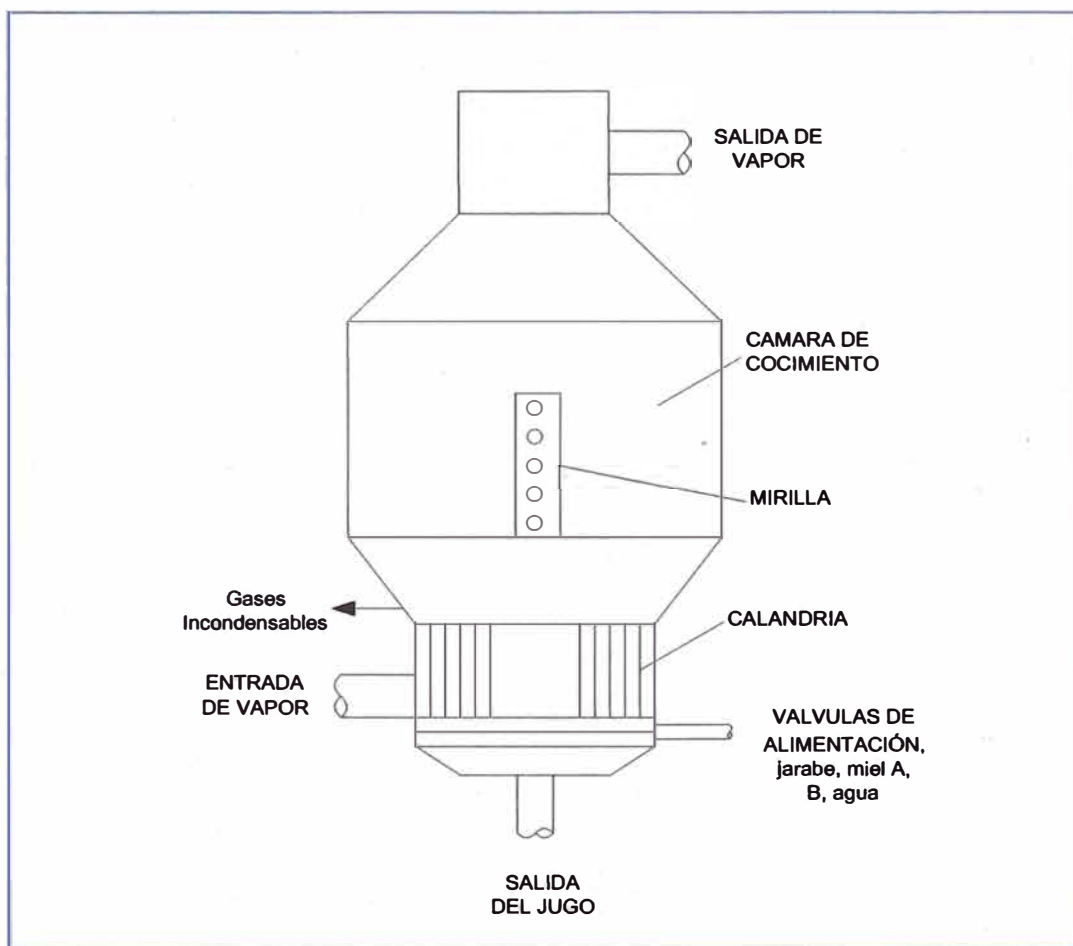 SALIDA DE
VAPOR
CAMARA DE
COCIMIENTO
MIRILLA
Gases
Incondensables
CALANDRIA
ENTRADA
DE VAPOR
VALVULAS DE
ALIMENTACIÓN,
jarabe, miel A,
B, agua
SALIDA
DEL JUGO